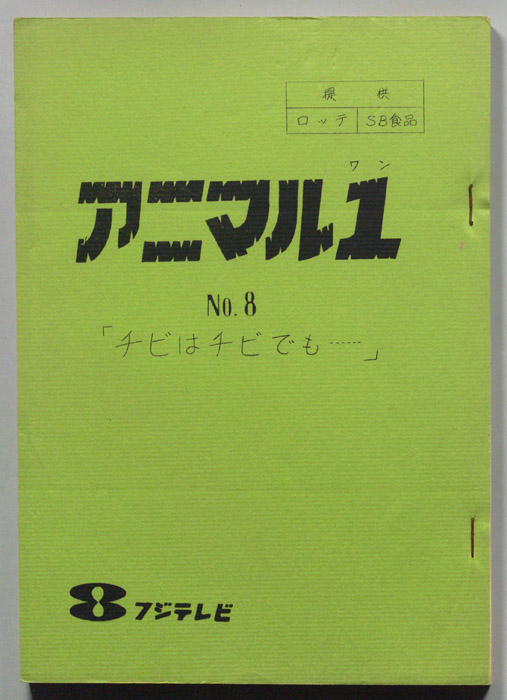 提 供
ロッテ SB食品
ワン
アニマル1
No.8
「チビはチビでも……」
8 フジテレビ